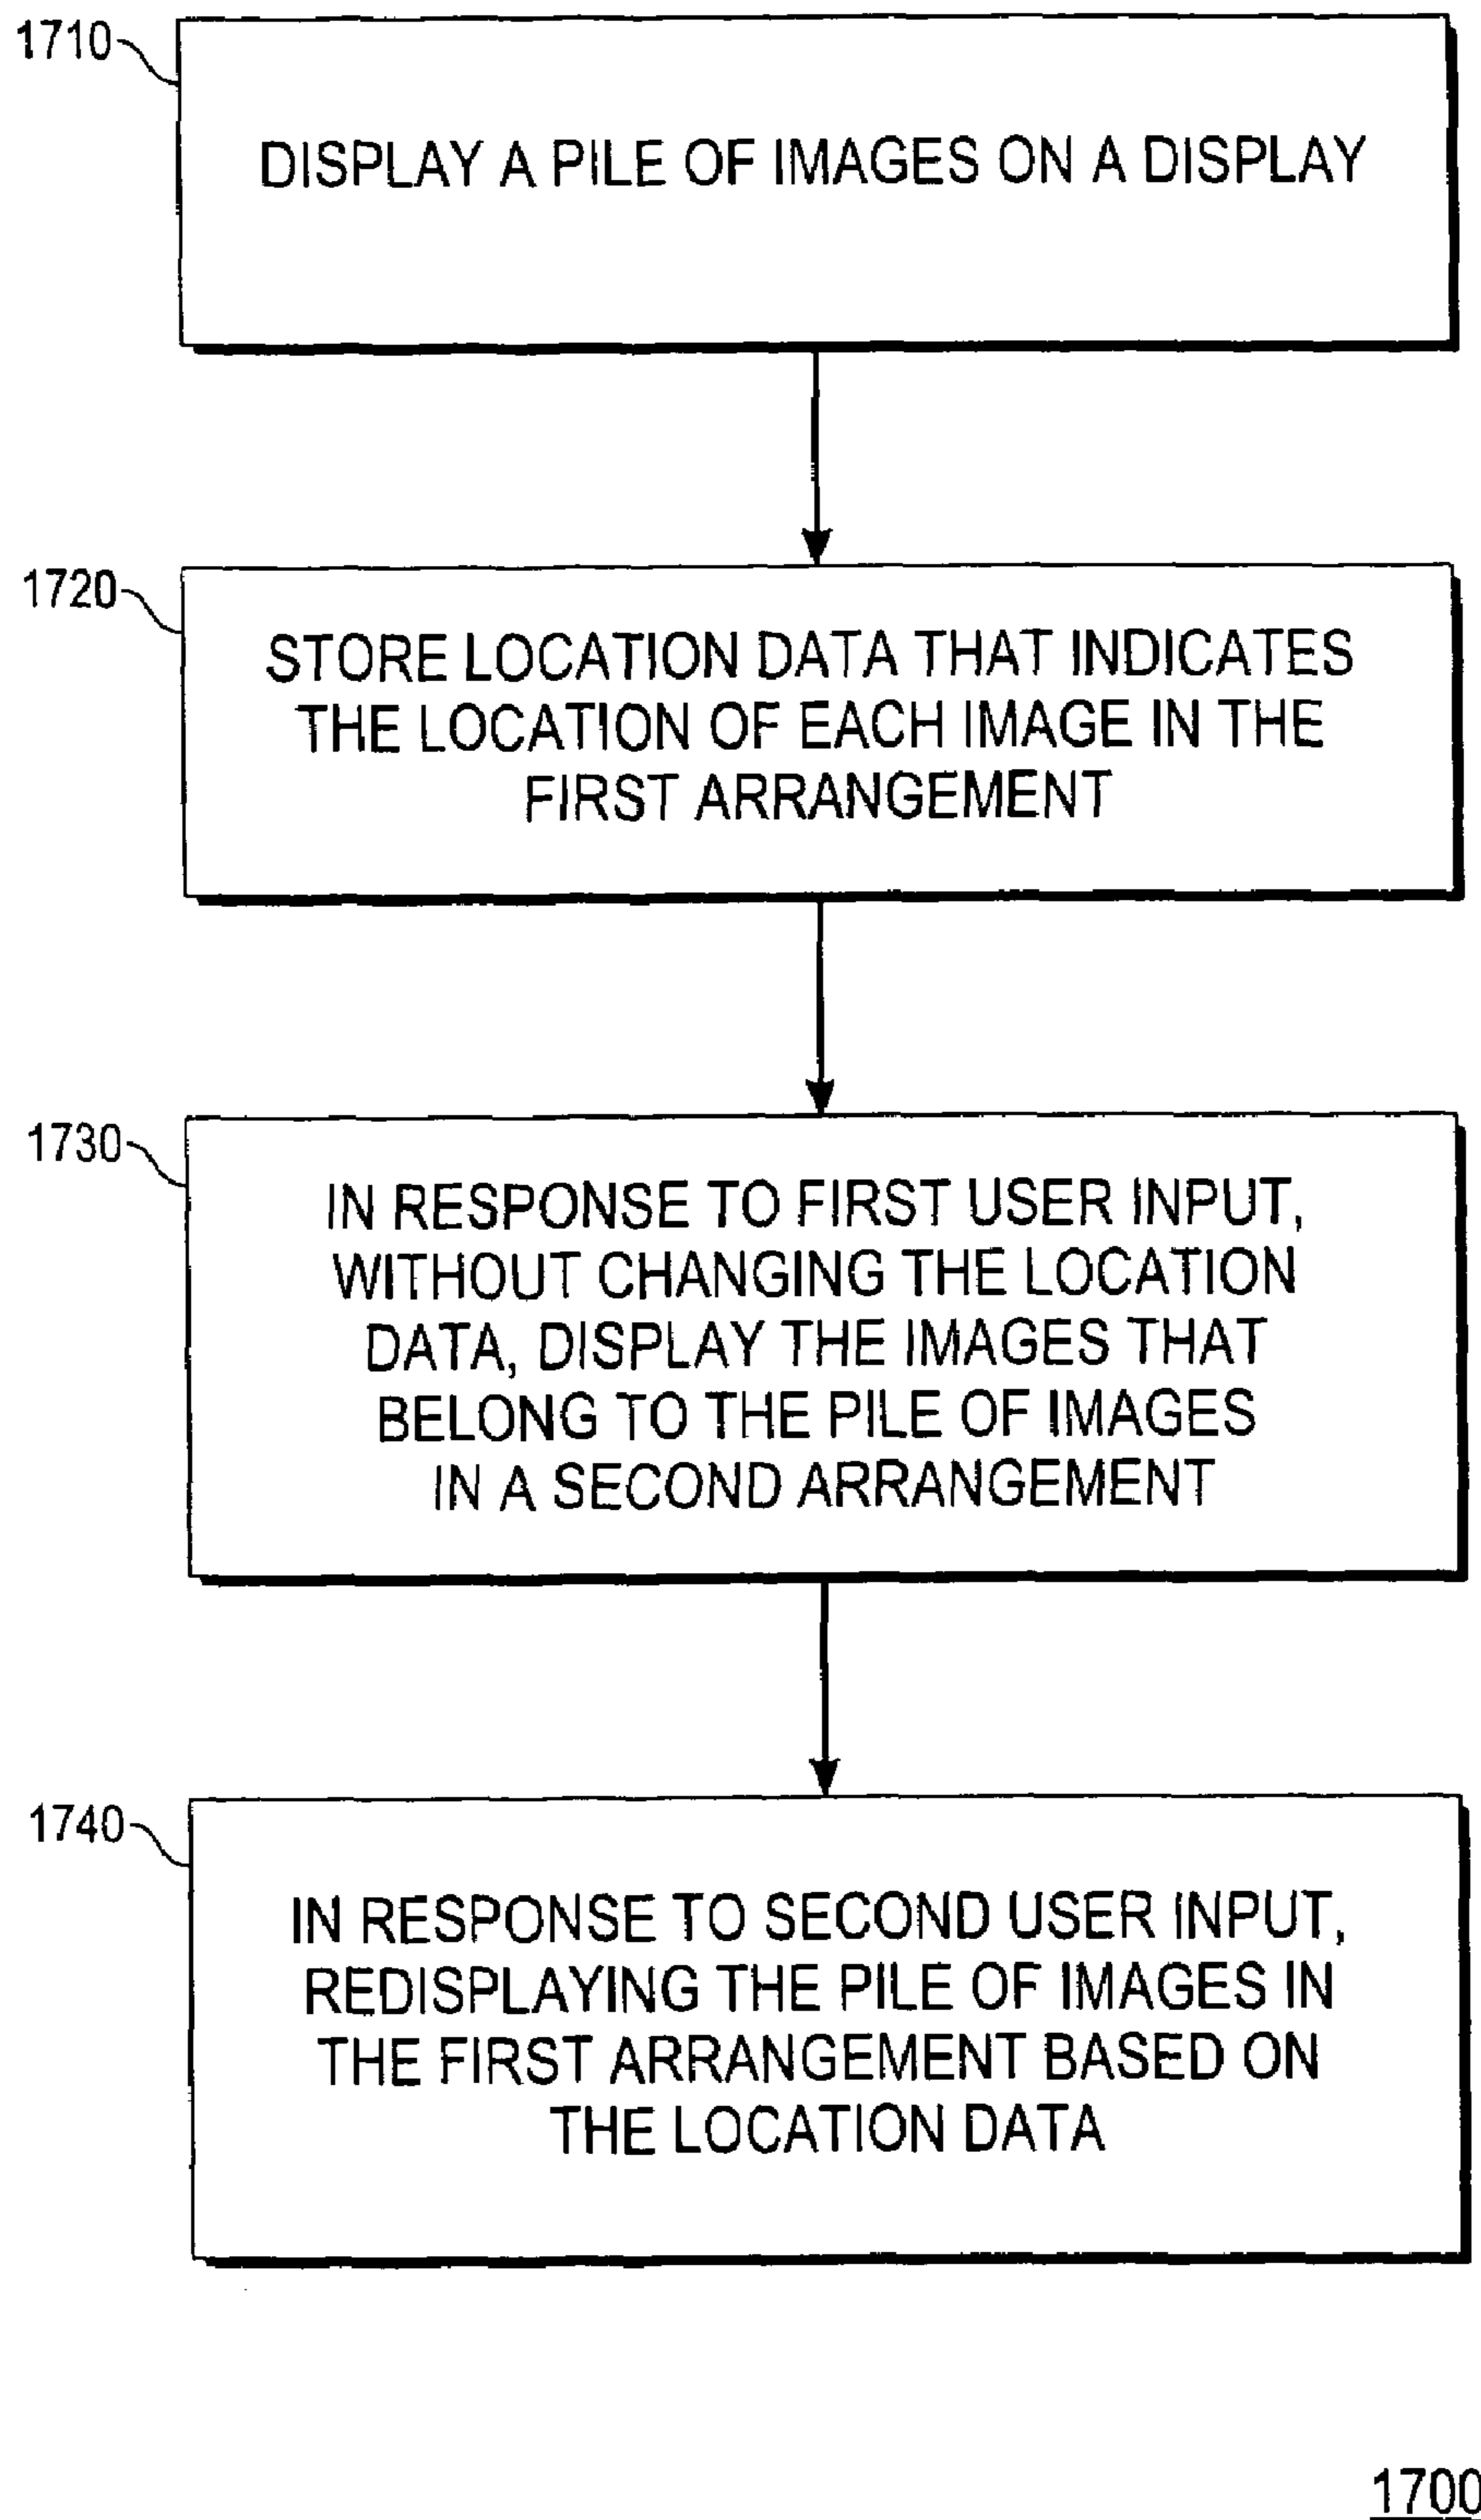 1710
DISPLAY A PILE OF IMAGES ON A DISPLAY
1720
STORE LOCATION DATA THAT INDICATES
THE LOCATION OF EACH IMAGE IN THE
FIRST ARRANGEMENT
1730
IN RESPONSE TO FIRST USER INPUT,
WITHOUT CHANGING THE LOCATION
DATA, DISPLAY THE IMAGES THAT
BELONG TO THE PILE OF IMAGES
IN A SECOND ARRANGEMENT
1740
IN RESPONSE TO SECOND USER INPUT,
REDISPLAYING THE PILE OF IMAGES IN
THE FIRST ARRANGEMENT BASED ON
THE LOCATION DATA
1700